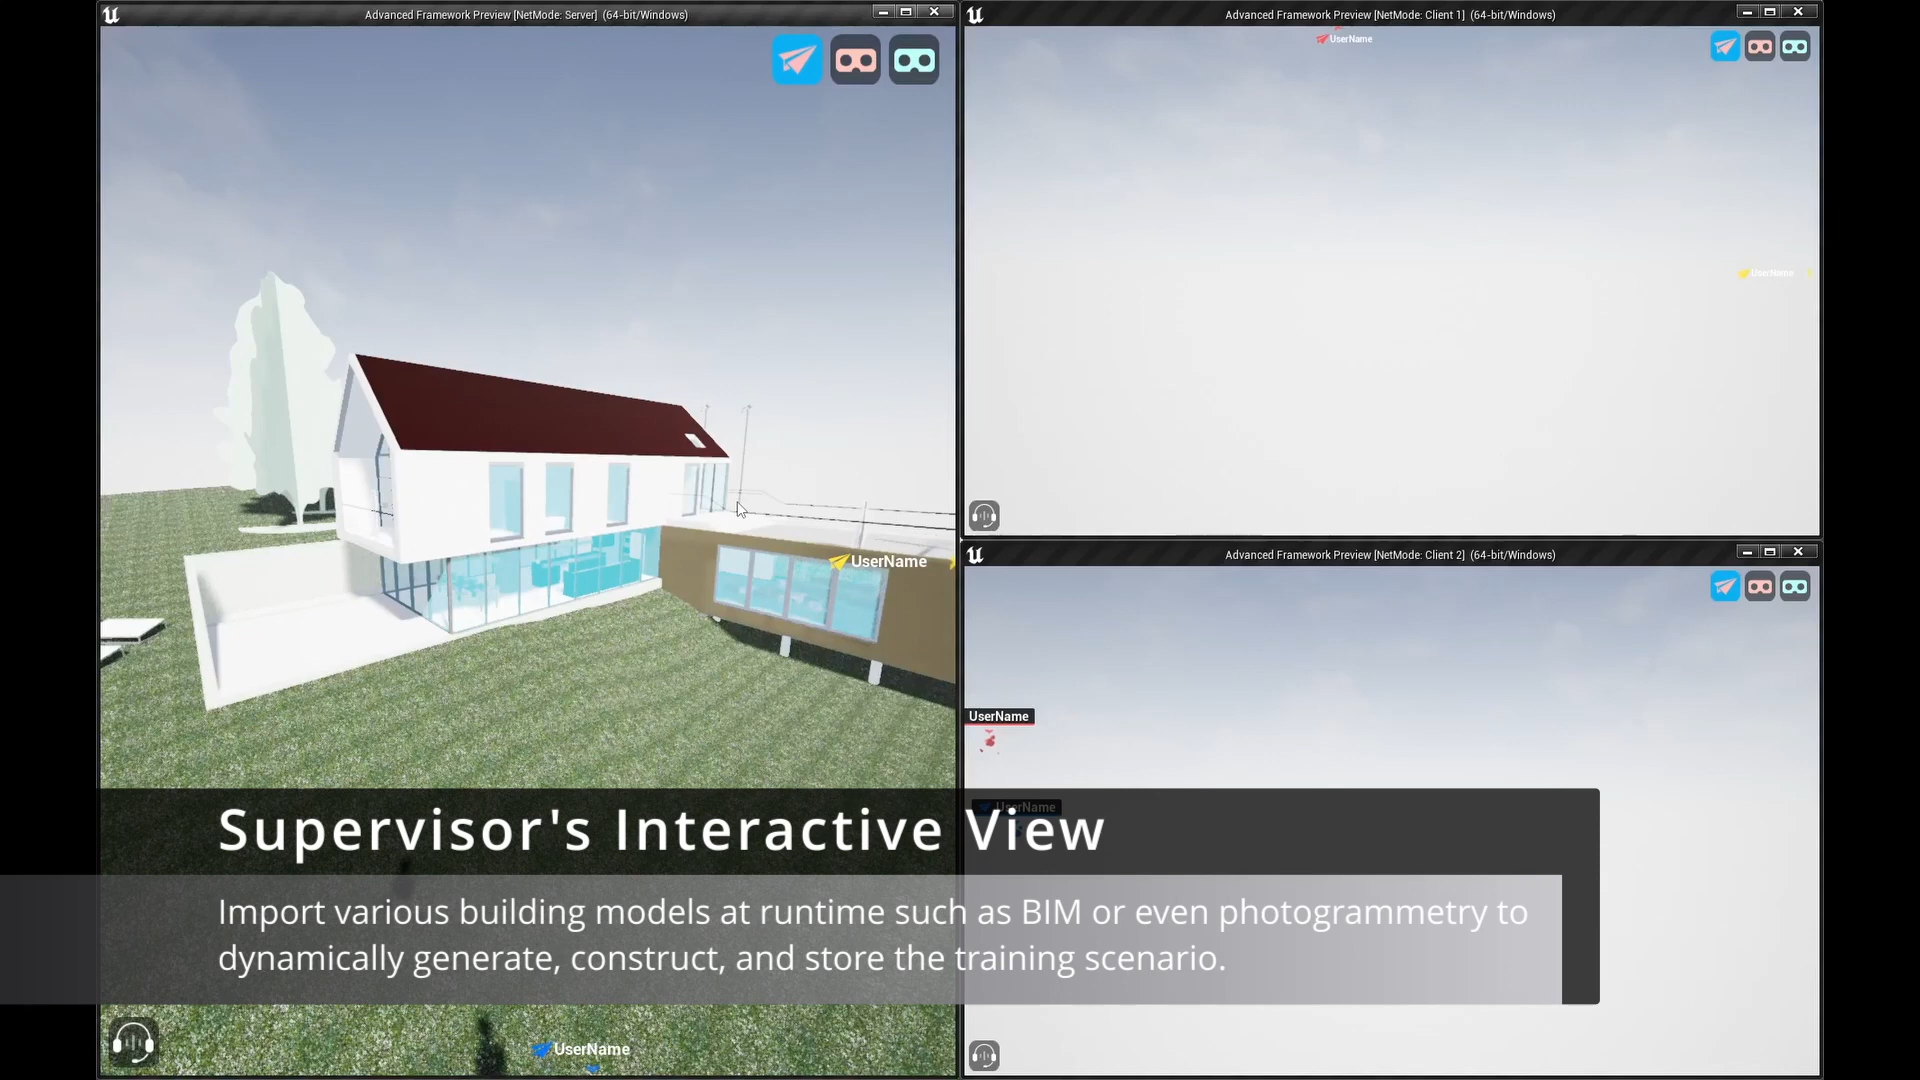 Advanced Framework Preview [NetMode: Server] (64-bit/Windows)
UserName
UserName
Advanced Framework Preview [NetMode: Client 1] (64-bit/Windows)
UserName
UserName
Advanced Framework Preview [NetMode: Client 2] (64-bit/Windows)
UserName
UserName
Supervisor's Interactive View
Import various building models at runtime such as BIM or even photogrammetry to
dynamically generate, construct, and store the training scenario.